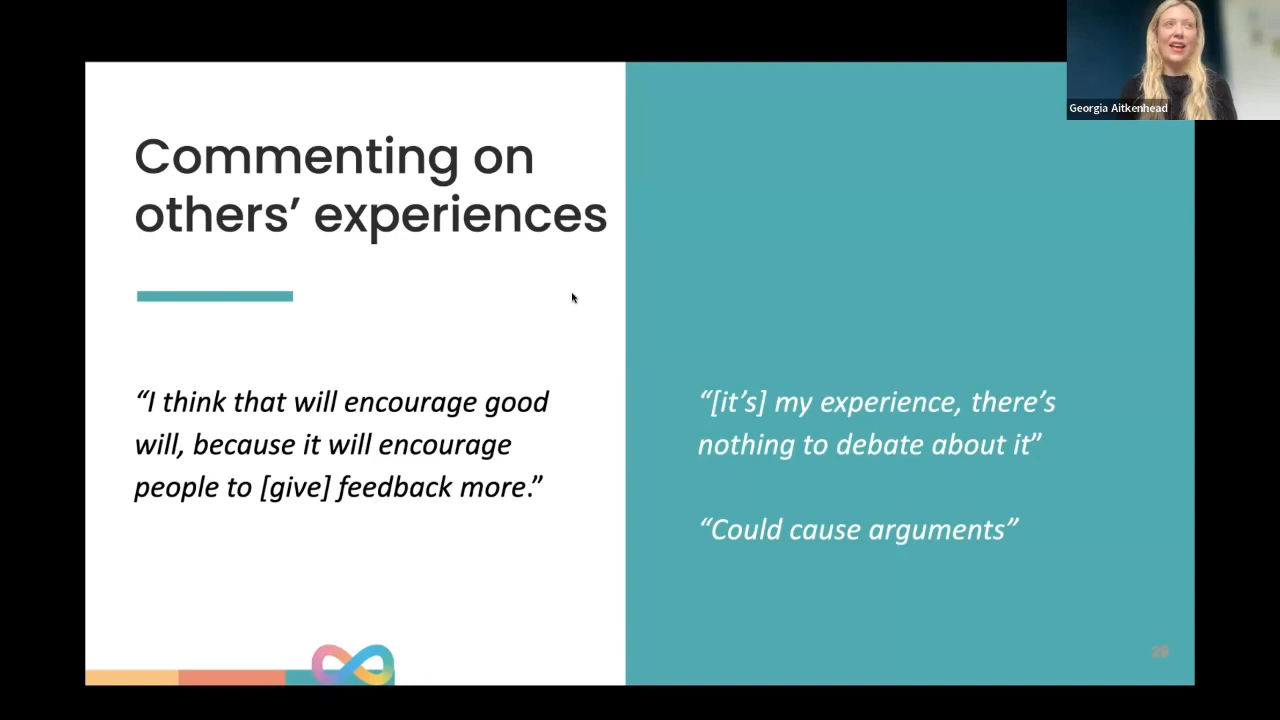 Georgia Aitkenhead
Commenting on
others’ experiences
“I think that will encourage good
will, because it will encourage
people to [give] feedback more.”
“[it’s] my experience, there’s
nothing to debate about it”
“Could cause arguments”
29